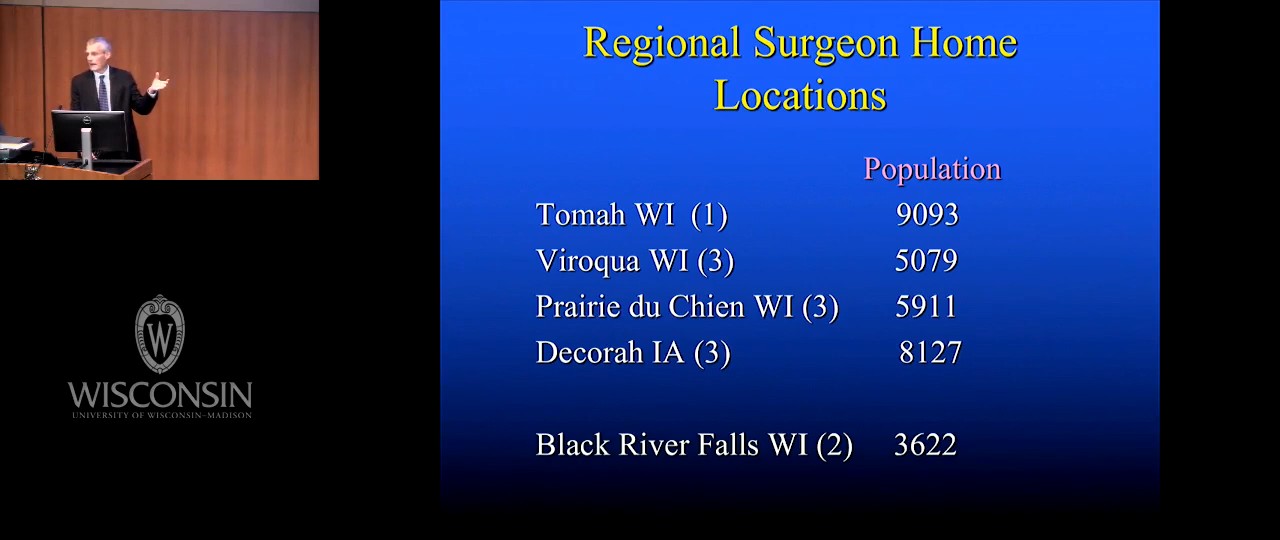 Regional Surgeon Home
Locations
Population
Tomah WI (1) 9093
Viroqua WI (3) 5079
Prairie du Chien WI (3) 5911
Decorah IA (3) 8127
Black River Falls WI (2) 3622
W
WISCONSIN
UNIVERSITY OF WISCONSIN–MADISON